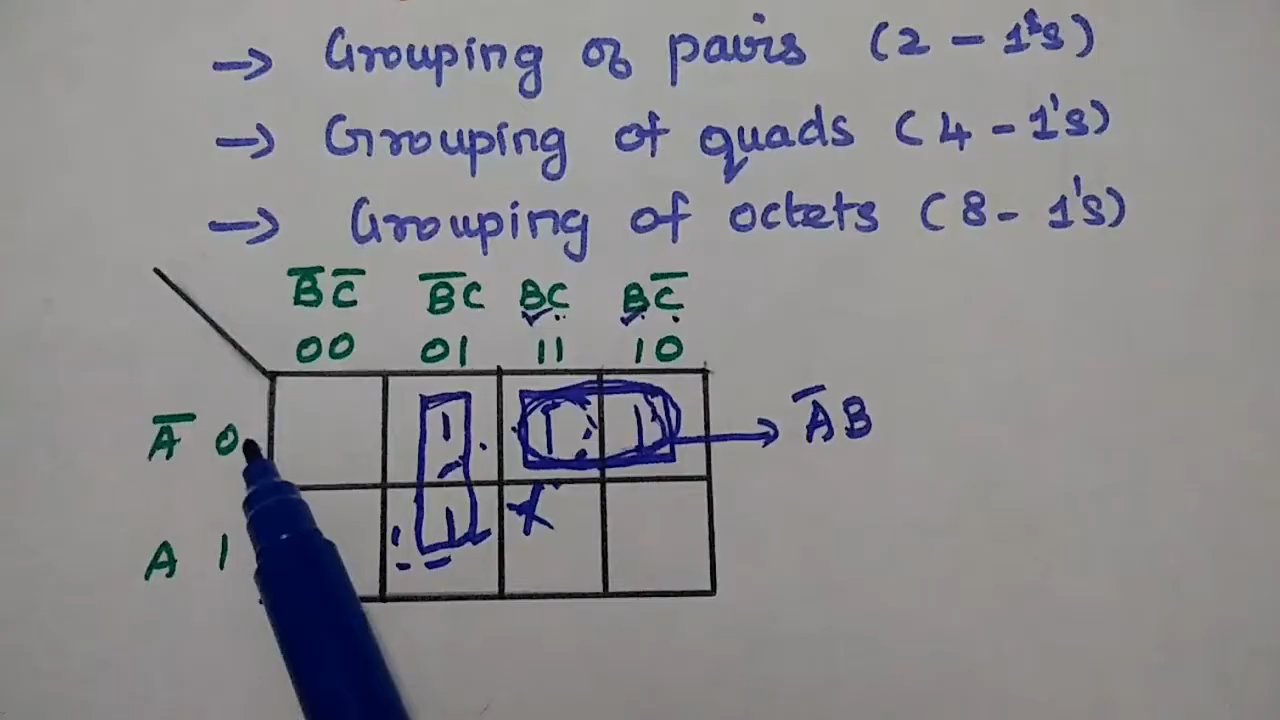 → Grouping of pairs (2 - 1's)
→ Grouping of quads (4 - 1's)
→ Grouping of octets (8 - 1's)
B̅C̅ B̅C BC BC̅
00 01 11 10
A̅ 0 1 1 1 → A̅B
A 1 1 x